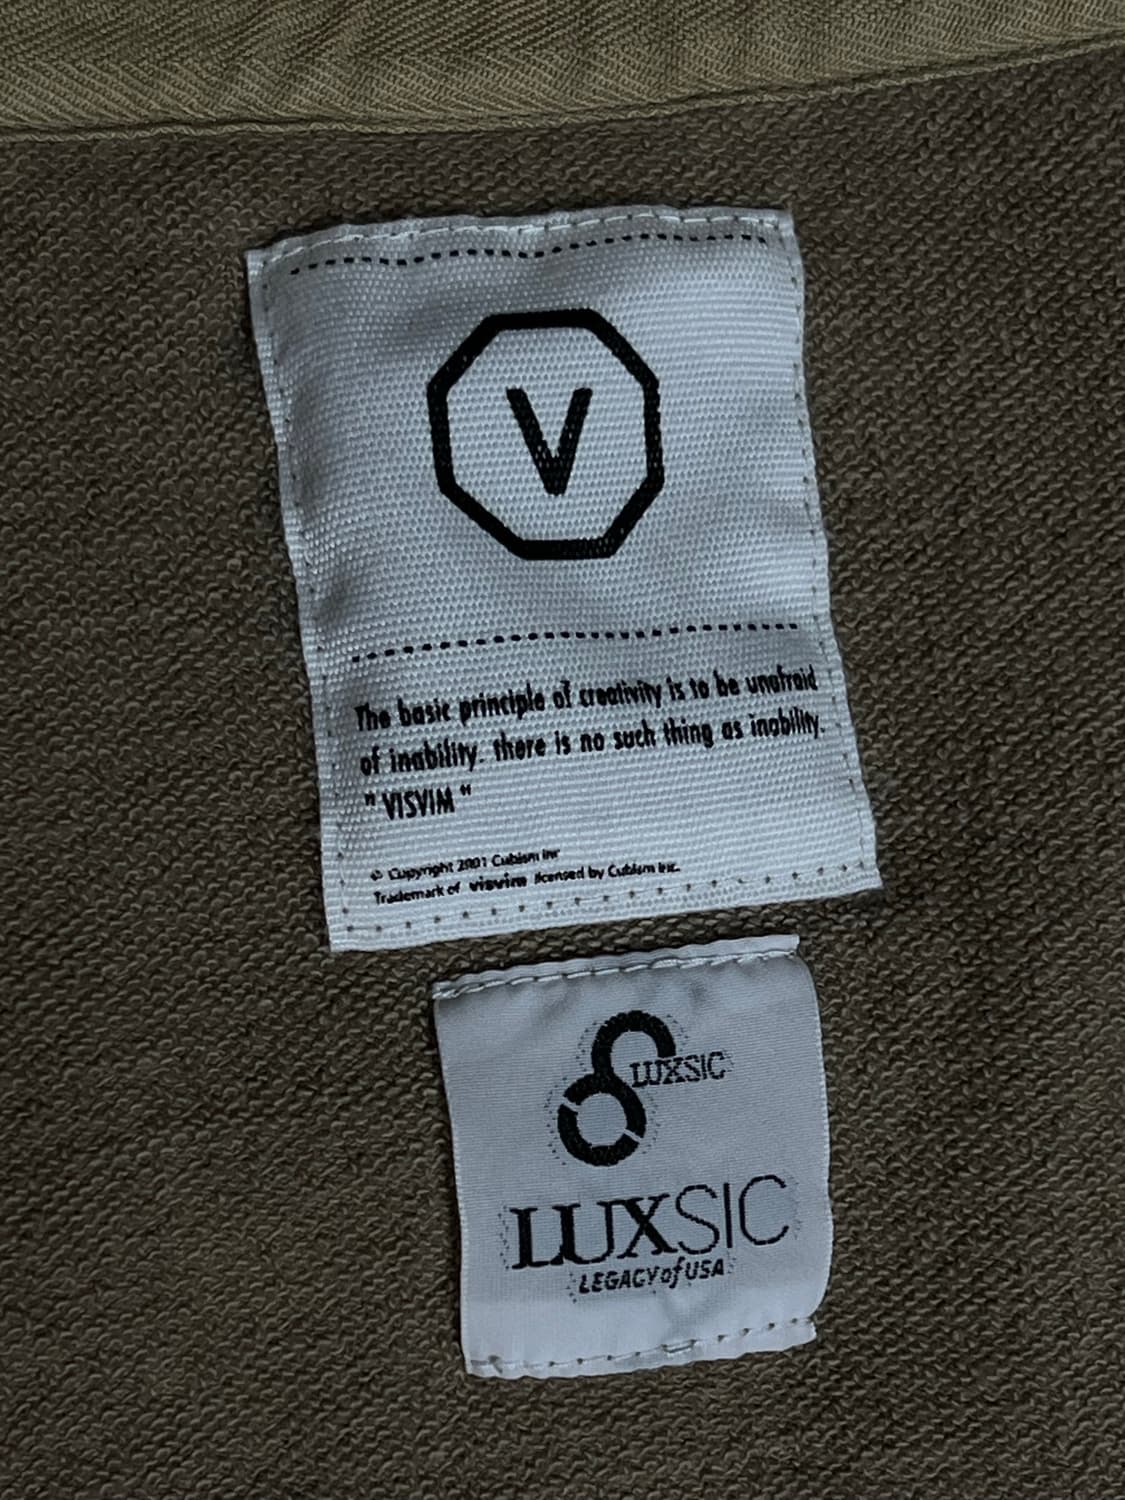 V
The basic principle of creativity is to be unafraid
of inability. there is no such thing as inability.
" VISVIM "
© Copyright 2001 Cubism Inc
Trademark of visvim licensed by Cubism Inc.
LUXSIC
LUXSIC
LEGACY of USA